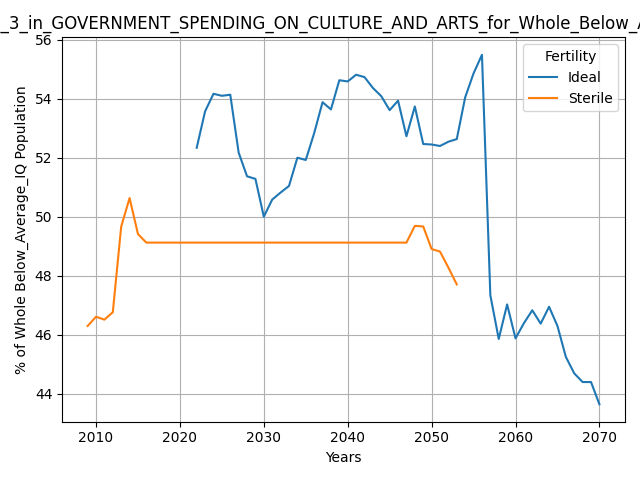 _3_in_GOVERNMENT_SPENDING_ON_CULTURE_AND_ARTS_for_Whole_Below_A
Fertility
Ideal
Sterile
% of Whole Below_Average_IQ Population
56
54
52
50
48
46
44
2010 2020 2030 2040 2050 2060 2070
Years